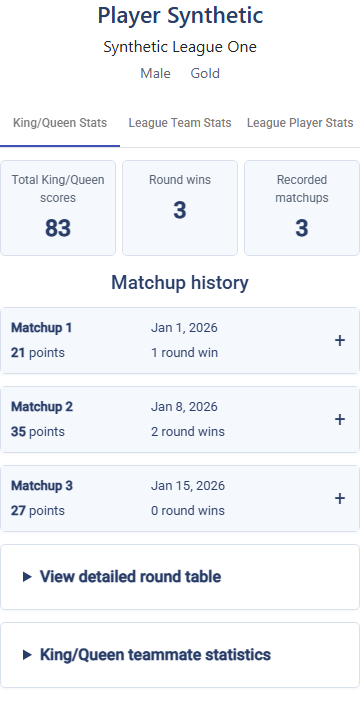 Player Synthetic
Synthetic League One
Male Gold
King/Queen Stats League Team Stats League Player Stats
Total King/Queen scores
83
Round wins
3
Recorded matchups
3
Matchup history
Matchup 1 Jan 1, 2026
21 points 1 round win
+
Matchup 2 Jan 8, 2026
35 points 2 round wins
+
Matchup 3 Jan 15, 2026
27 points 0 round wins
+
▶ View detailed round table
▶ King/Queen teammate statistics